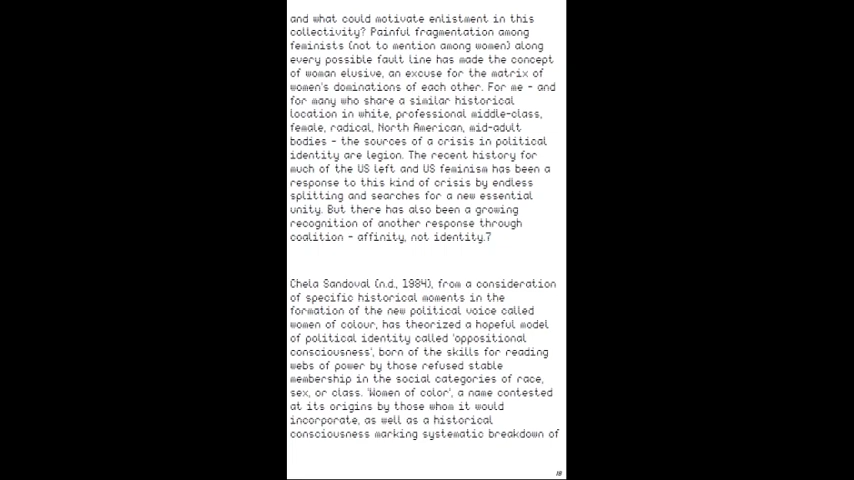 and what could motivate enlistment in this
collectivity? Painful fragmentation among
feminists (not to mention among women) along
every possible fault line has made the concept
of woman elusive, an excuse for the matrix of
women's dominations of each other. For me - and
for many who share a similar historical
location in white, professional middle-class,
female, radical, North American, mid-adult
bodies - the sources of a crisis in political
identity are legion. The recent history for
much of the US left and US feminism has been a
response to this kind of crisis by endless
splitting and searches for a new essential
unity. But there has also been a growing
recognition of another response through
coalition - affinity, not identity.7
Chela Sandoval (n.d., 1984), from a consideration
of specific historical moments in the
formation of the new political voice called
women of colour, has theorized a hopeful model
of political identity called 'oppositional
consciousness', born of the skills for reading
webs of power by those refused stable
membership in the social categories of race,
sex, or class. 'Women of color', a name contested
at its origins by those whom it would
incorporate, as well as a historical
consciousness marking systematic breakdown of